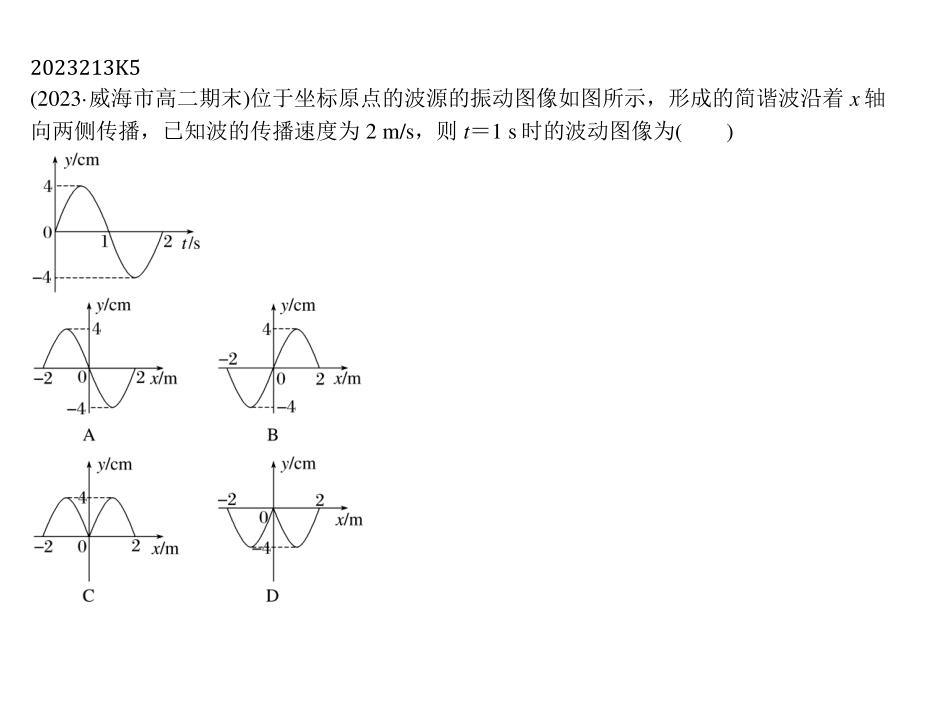 2023213K5
(2023·威海市高二期末)位于坐标原点的波源的振动图像如图所示，形成的简谐波沿着 x 轴
向两侧传播，已知波的传播速度为 2 m/s，则 t＝1 s 时的波动图像为(　　)
y/cm
4
0 1 2 t/s
−4
y/cm y/cm
4 4
−2
−2 0 2 x/m 0 2 x/m
−4 −4
A B
y/cm y/cm
4 −2 2
0 x/m
−2 0 2 x/m −4
C D